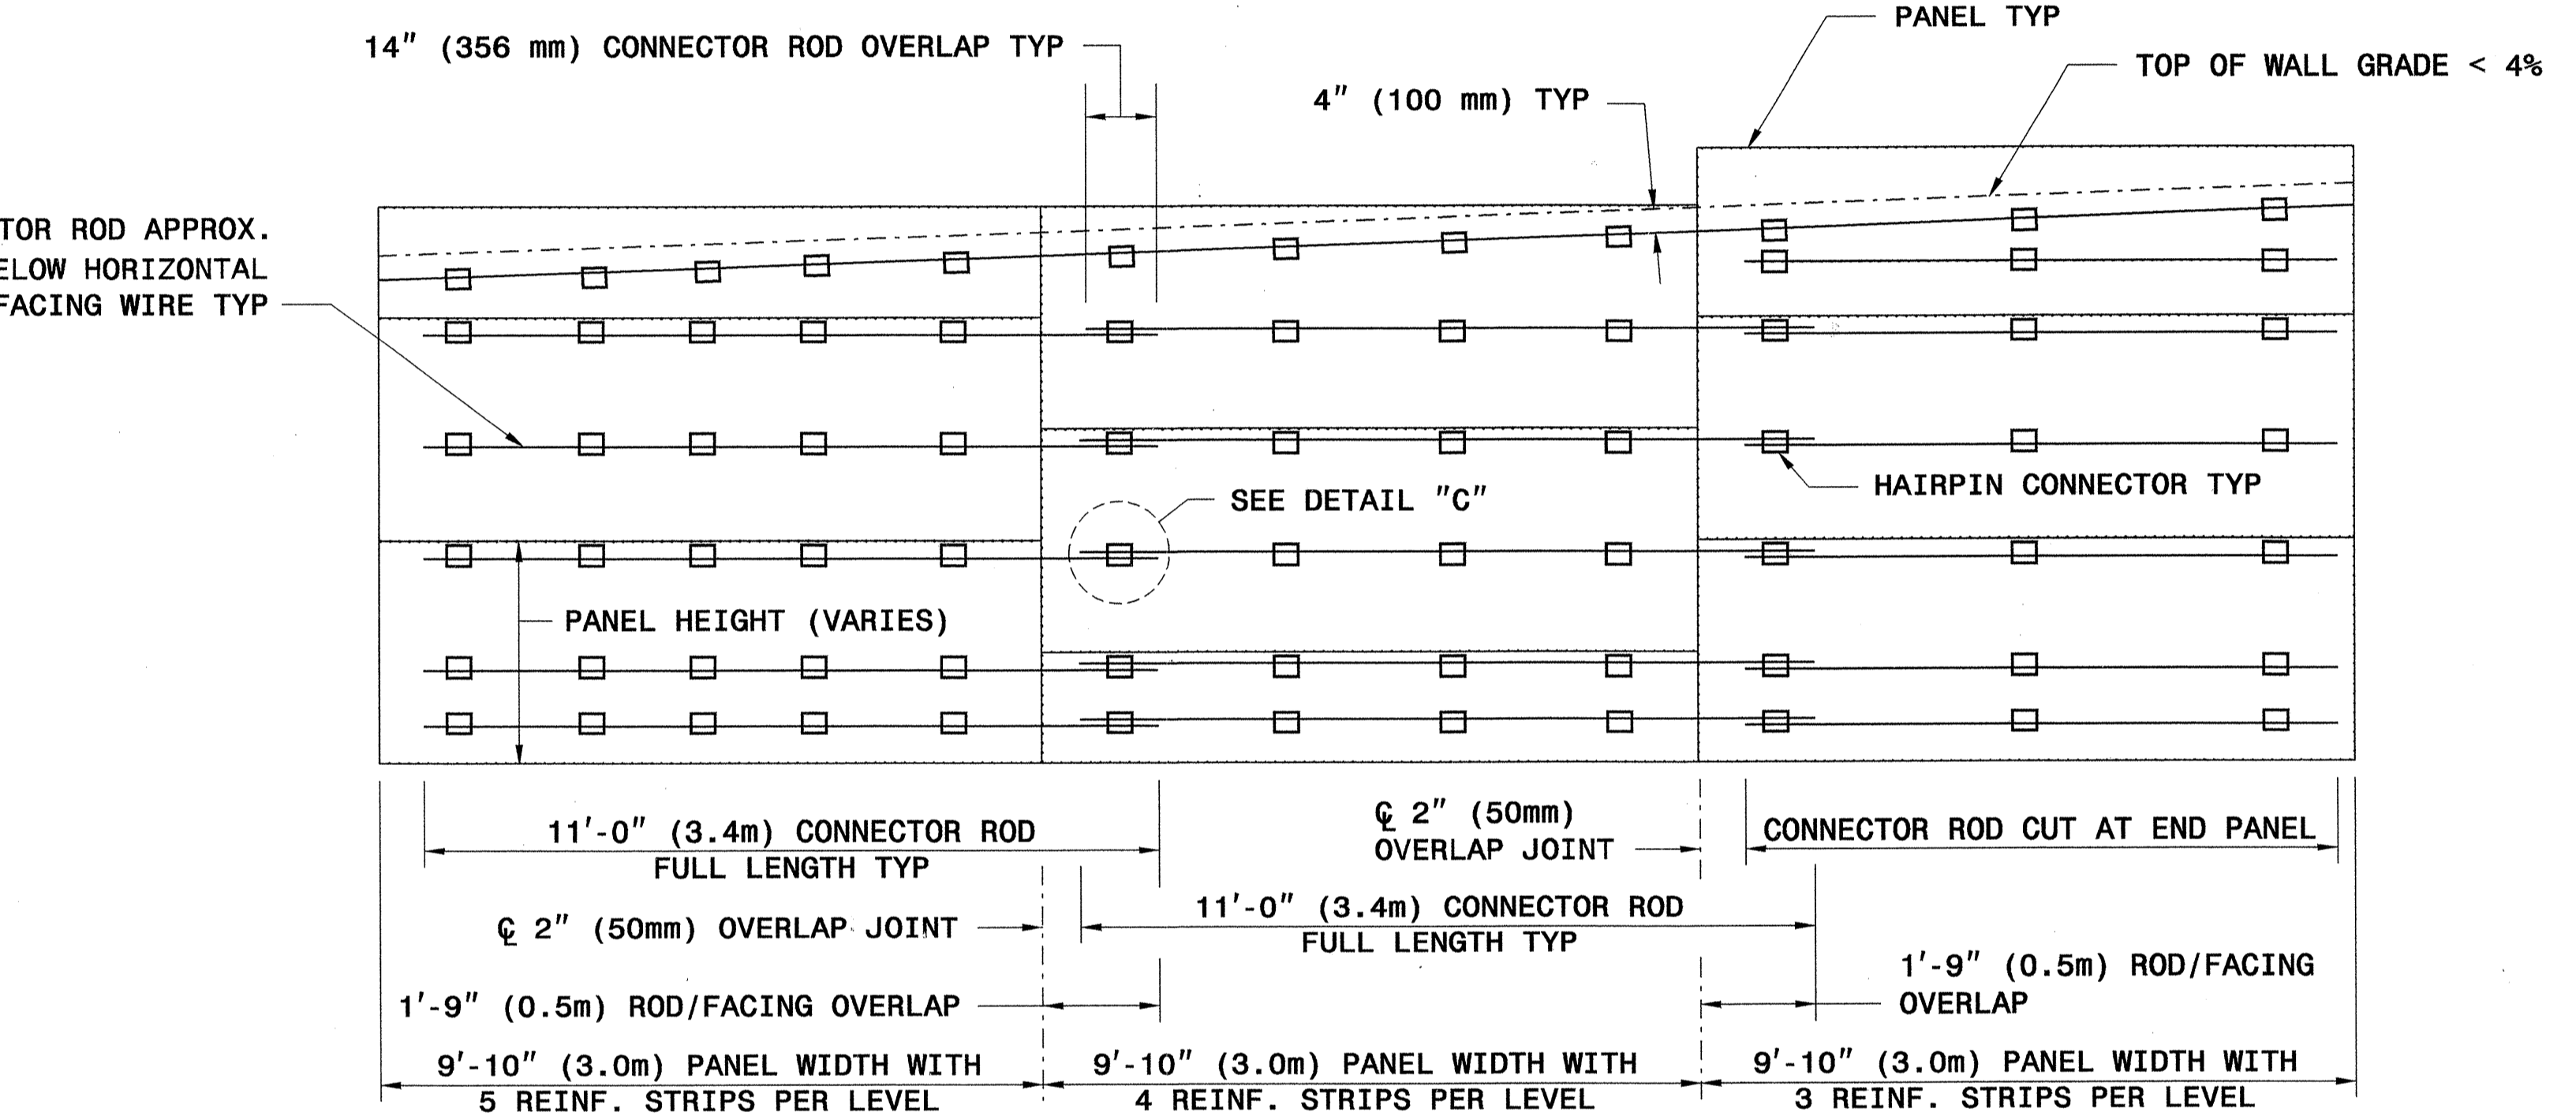 PANEL TYP
14" (356 mm) CONNECTOR ROD OVERLAP TYP
TOP OF WALL GRADE < 4%
4" (100 mm) TYP
ROD APPROX.
HORIZONTAL
FACING WIRE TYP
HAIRPIN CONNECTOR TYP
SEE DETAIL "C"
PANEL HEIGHT (VARIES)
11'-0" (3.4m) CONNECTOR ROD
FULL LENGTH TYP
℄ 2" (50mm)
OVERLAP JOINT
CONNECTOR ROD CUT AT END PANEL
℄ 2" (50mm) OVERLAP JOINT
11'-0" (3.4m) CONNECTOR ROD
FULL LENGTH TYP
1'-9" (0.5m) ROD/FACING OVERLAP
1'-9" (0.5m) ROD/FACING
OVERLAP
9'-10" (3.0m) PANEL WIDTH WITH
5 REINF. STRIPS PER LEVEL
9'-10" (3.0m) PANEL WIDTH WITH
4 REINF. STRIPS PER LEVEL
9'-10" (3.0m) PANEL WIDTH WITH
3 REINF. STRIPS PER LEVEL